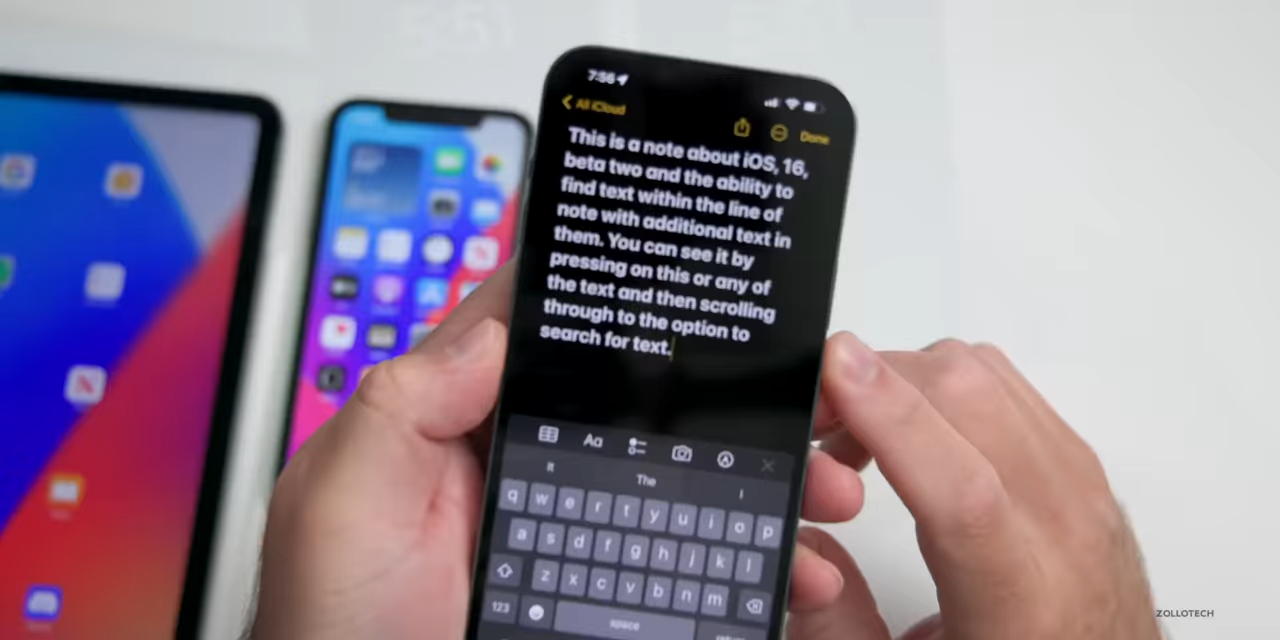 7:56
All iCloud
Done
This is a note about iOS, 16,
beta two and the ability to
find text within the line of
note with additional text in
them. You can see it by
pressing on this or any of
the text and then scrolling
through to the option to
search for text.
Aa
It The I
q w e r t y u i o p
a s d f g h j k l
z x c v b n m
123 space
ZOLLOTECH